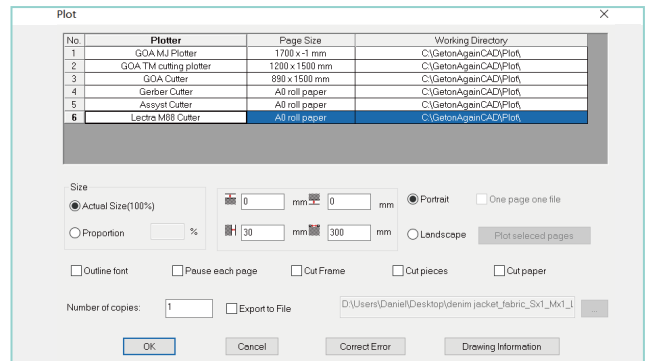 Plot
No. Plotter Page Size Working Directory
1 GOA MJ Plotter 1700 x -1 mm C:\GetonAgainCAD\Plot\
2 GOA TM cutting plotter 1200 x 1500 mm C:\GetonAgainCAD\Plot\
3 GOA Cutter 890 x 1500 mm C:\GetonAgainCAD\Plot\
4 Gerber Cutter A0 roll paper C:\GetonAgainCAD\Plot\
5 Assyst Cutter A0 roll paper C:\GetonAgainCAD\Plot\
6 Lectra M88 Cutter A0 roll paper C:\GetonAgainCAD\Plot\
Size
Actual Size(100%) 0 mm 0 mm Portrait One page one file
Proportion % 30 mm 300 mm Landscape Plot seleced pages
Outline font Pause each page Cut Frame Cut pieces Cut paper
Number of copies: 1 Export to File D:\Users\Daniel\Desktop\denim jacket_fabric_Sx1_Mx1_L ...
OK Cancel Correct Error Drawing Information